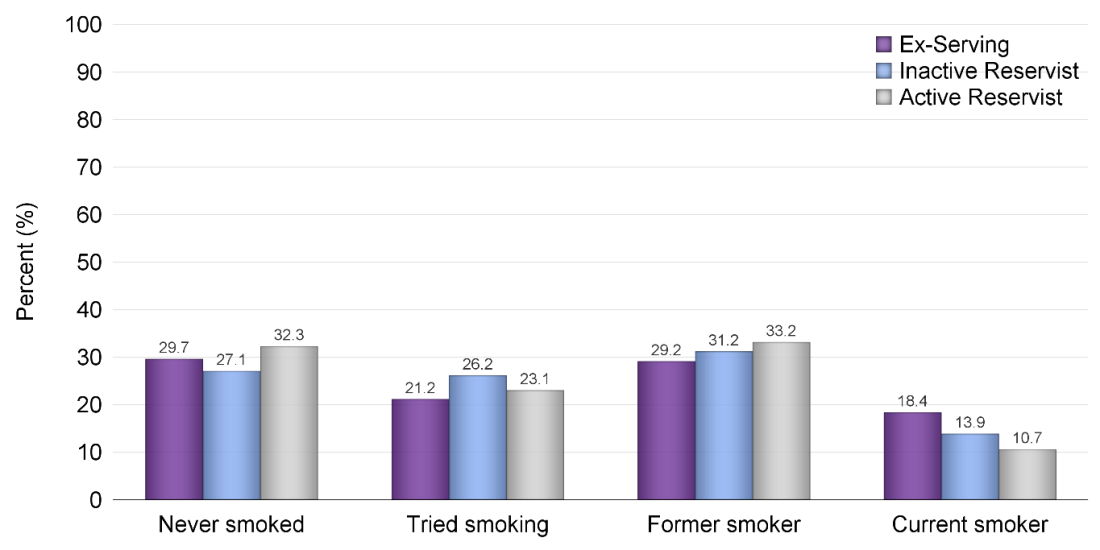 100
90
80
70
60
50
40
30
20
10
0
Percent (%)
Ex-Serving
Inactive Reservist
Active Reservist
29.7
27.1
32.3
21.2
26.2
23.1
29.2
31.2
33.2
18.4
13.9
10.7
Never smoked
Tried smoking
Former smoker
Current smoker